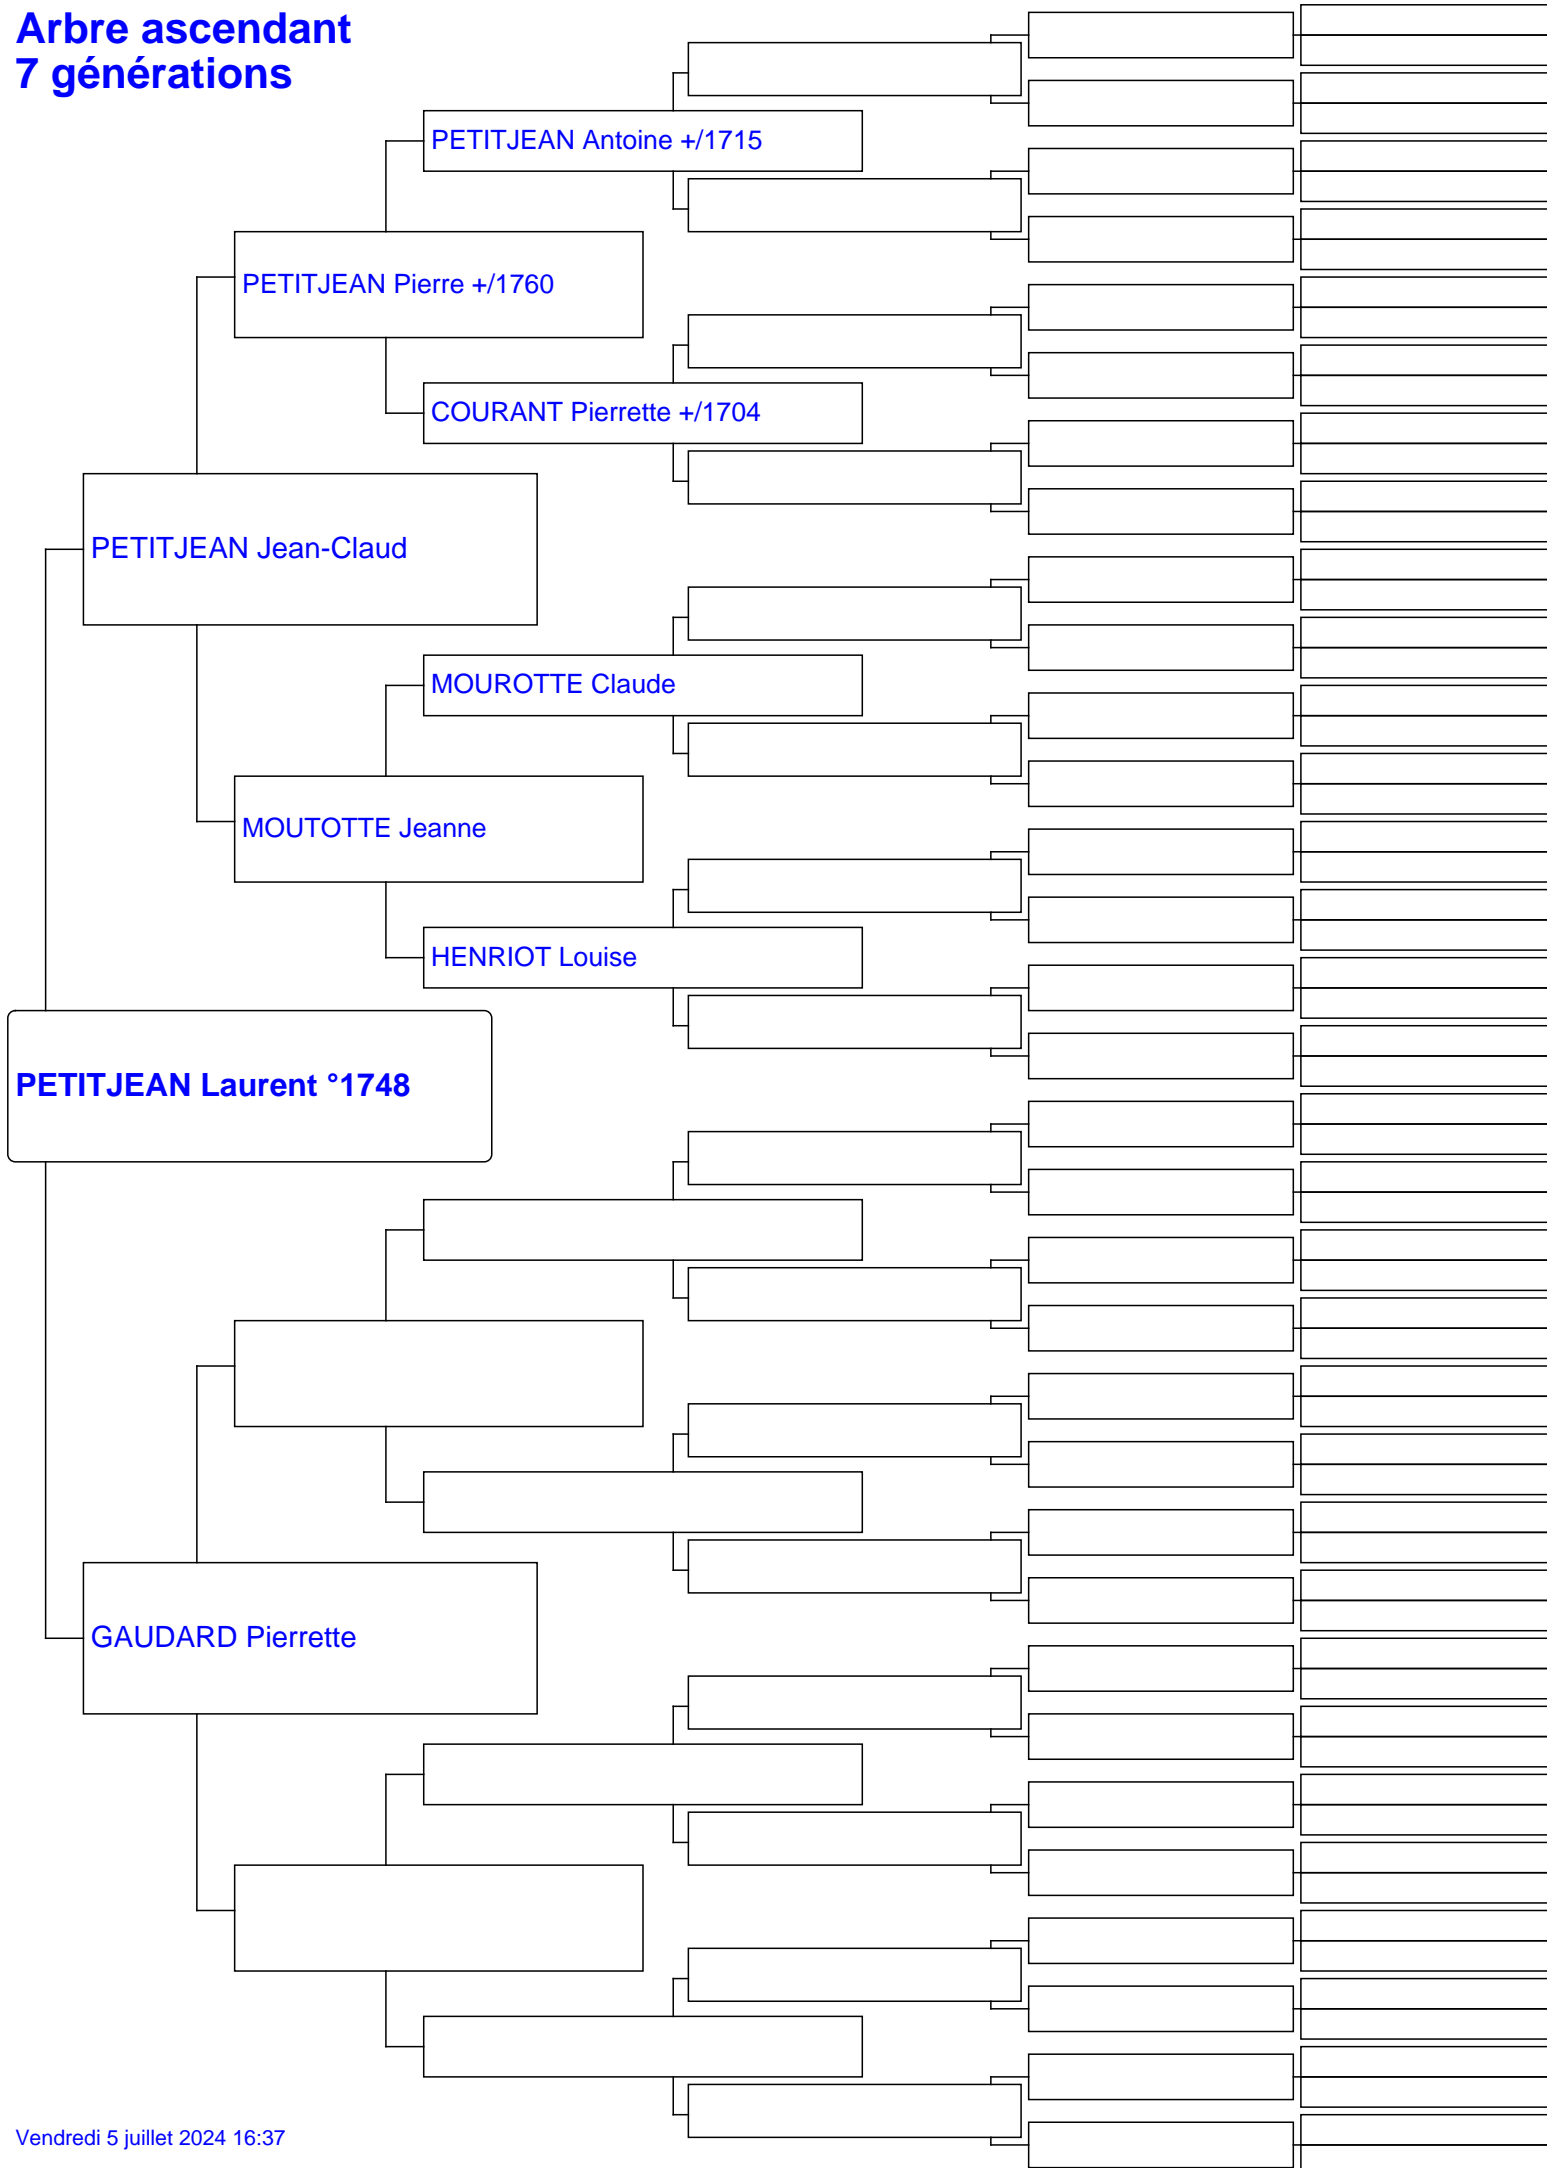 Arbre ascendant
7 générations
PETITJEAN Antoine +/1715
PETITJEAN Pierre +/1760
COURANT Pierrette +/1704
PETITJEAN Jean-Claud
MOUROTTE Claude
MOUTOTTE Jeanne
HENRIOT Louise
PETITJEAN Laurent °1748
GAUDARD Pierrette
Vendredi 5 juillet 2024 16:37